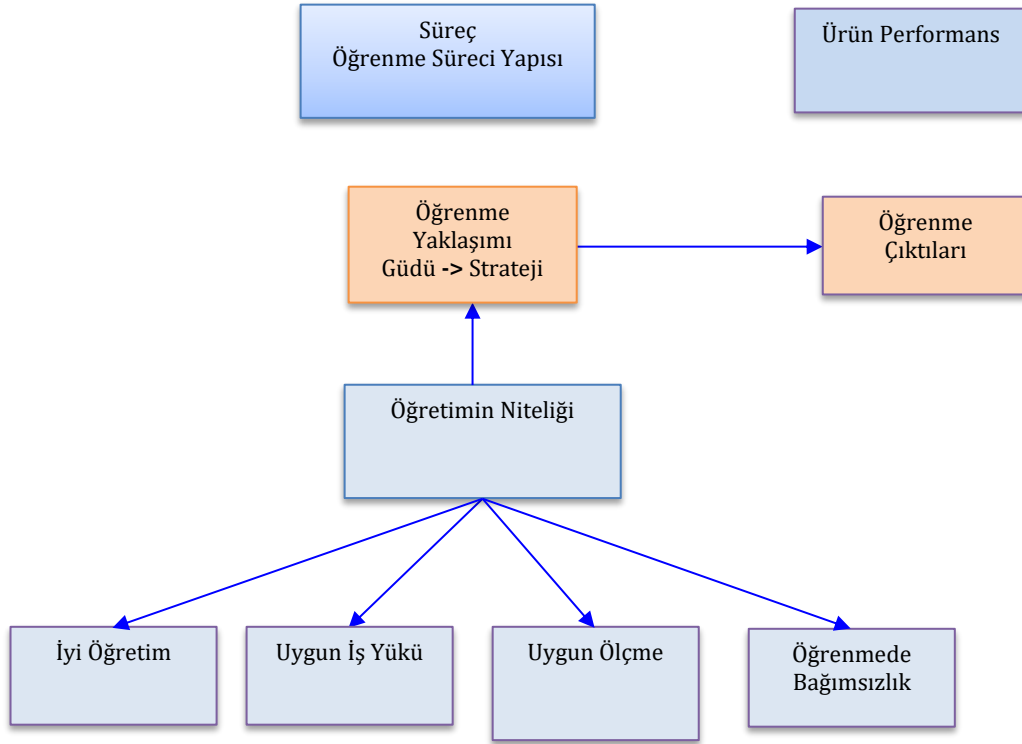 Süreç
Öğrenme Süreci Yapısı
Ürün Performans
Öğrenme
Yaklaşımı
Güdü -> Strateji
Öğrenme
Çıktıları
Öğretimin Niteliği
İyi Öğretim
Uygun İş Yükü
Uygun Ölçme
Öğrenmede
Bağımsızlık